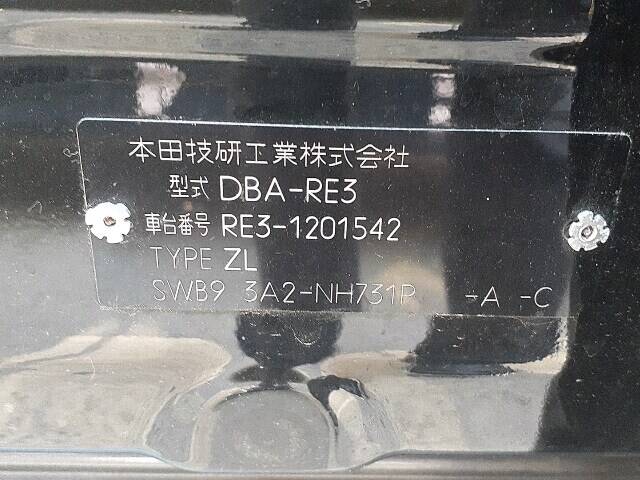 本田技研工業株式会社
型式 DBA-RE3
車台番号 RE3-1201542
TYPE ZL
SWB9 3A2-NH731P -A -C